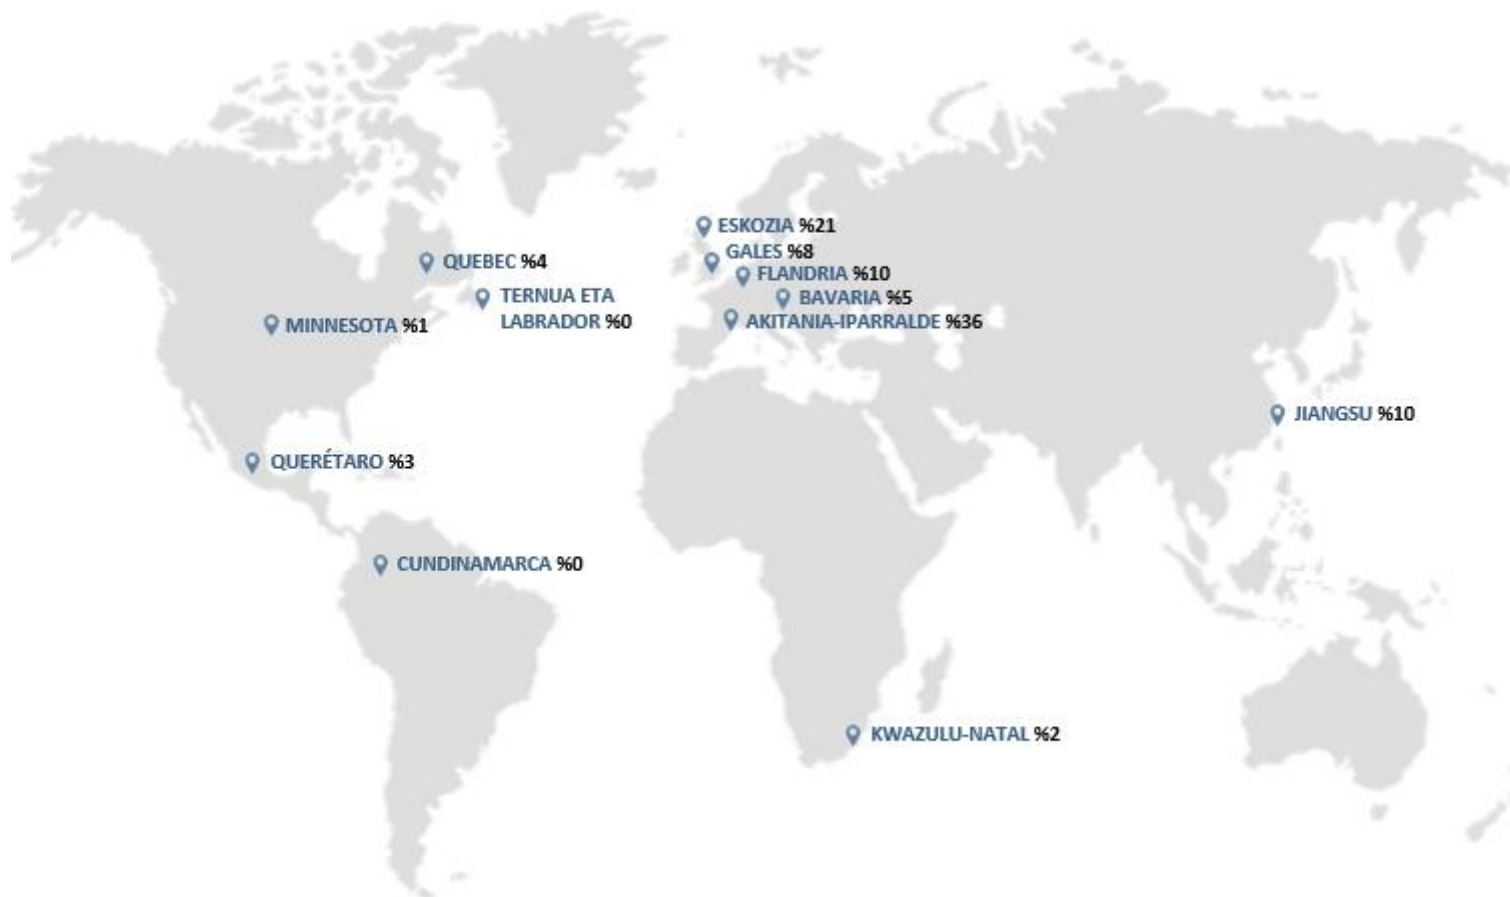 ESKOZIA %21
GALES %8
QUEBEC %4
FLANDRIA %10
TERNUA ETA
LABRADOR %0
BAVARIA %5
MINNESOTA %1
AKITANIA-IPARRALDE %36
JIANGSU %10
QUERÉTARO %3
CUNDINAMARCA %0
KWAZULU-NATAL %2